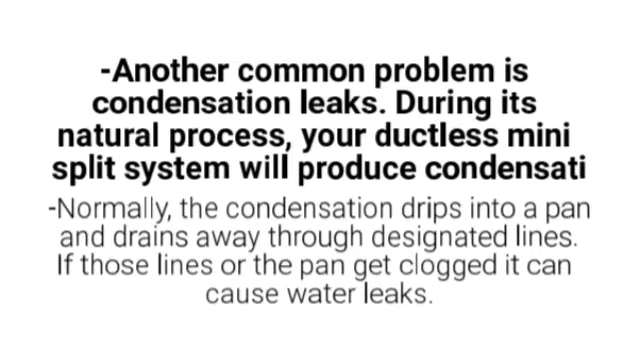 -Another common problem is
condensation leaks. During its
natural process, your ductless mini
split system will produce condensati
-Normally, the condensation drips into a pan
and drains away through designated lines.
If those lines or the pan get clogged it can
cause water leaks.